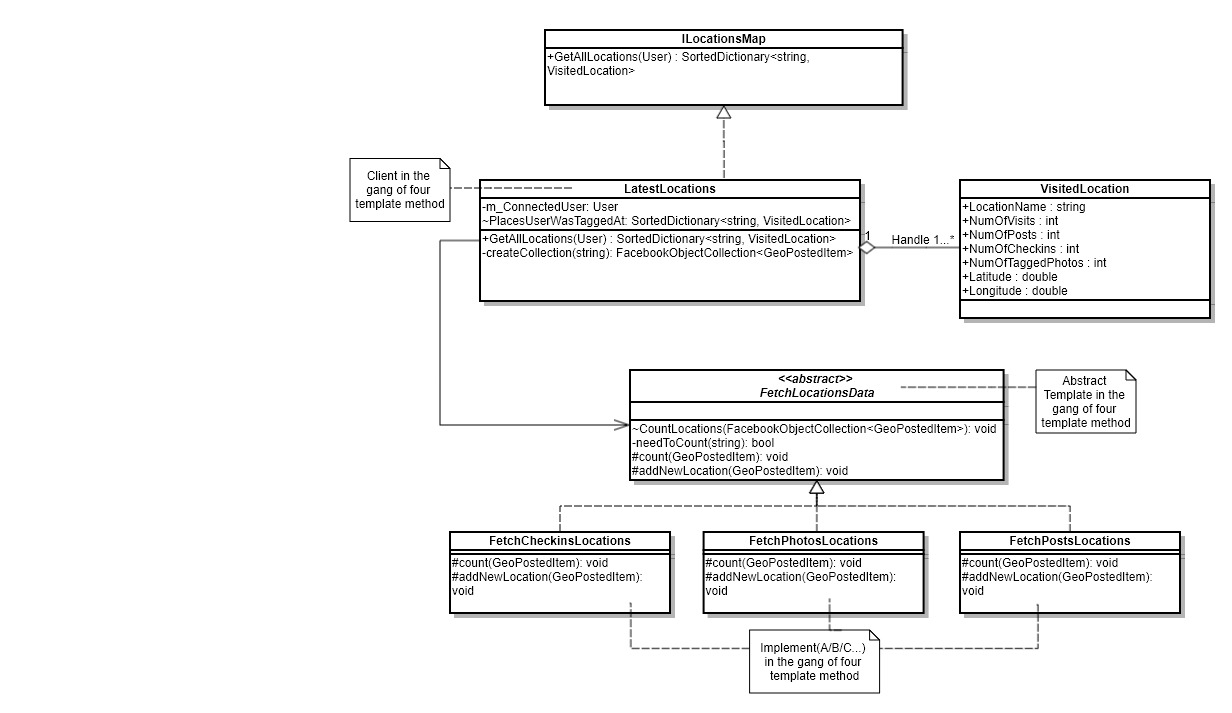 ILocationsMap
+GetAllLocations(User) : SortedDictionary<string,
VisitedLocation>
Client in the
gang of four
template method
LatestLocations
-m_ConnectedUser: User
~PlacesUserWasTaggedAt: SortedDictionary<string, VisitedLocation>
+GetAllLocations(User) : SortedDictionary<string, VisitedLocation>
-createCollection(string): FacebookObjectCollection<GeoPostedItem>
1
Handle 1...*
VisitedLocation
+LocationName : string
+NumOfVisits : int
+NumOfPosts : int
+NumOfCheckins : int
+NumOfTaggedPhotos : int
+Latitude : double
+Longitude : double
<<abstract>>
FetchLocationsData
~CountLocations(FacebookObjectCollection<GeoPostedItem>): void
-needToCount(string): bool
#count(GeoPostedItem): void
#addNewLocation(GeoPostedItem): void
Abstract
Template in the
gang of four
template method
FetchCheckinsLocations
#count(GeoPostedItem): void
#addNewLocation(GeoPostedItem):
void
FetchPhotosLocations
#count(GeoPostedItem): void
#addNewLocation(GeoPostedItem):
void
FetchPostsLocations
#count(GeoPostedItem): void
#addNewLocation(GeoPostedItem):
void
Implement(A/B/C...)
in the gang of four
template method